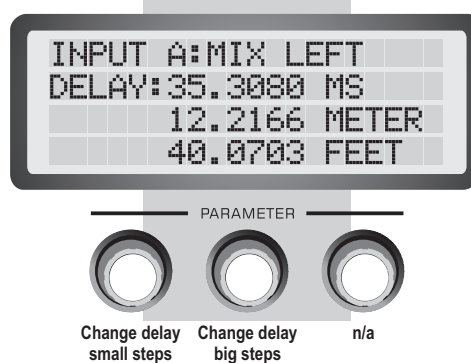 INPUT A:MIX LEFT
DELAY:35.3080 MS
12.2166 METER
40.0703 FEET
PARAMETER
Change delay small steps
Change delay big steps
n/a